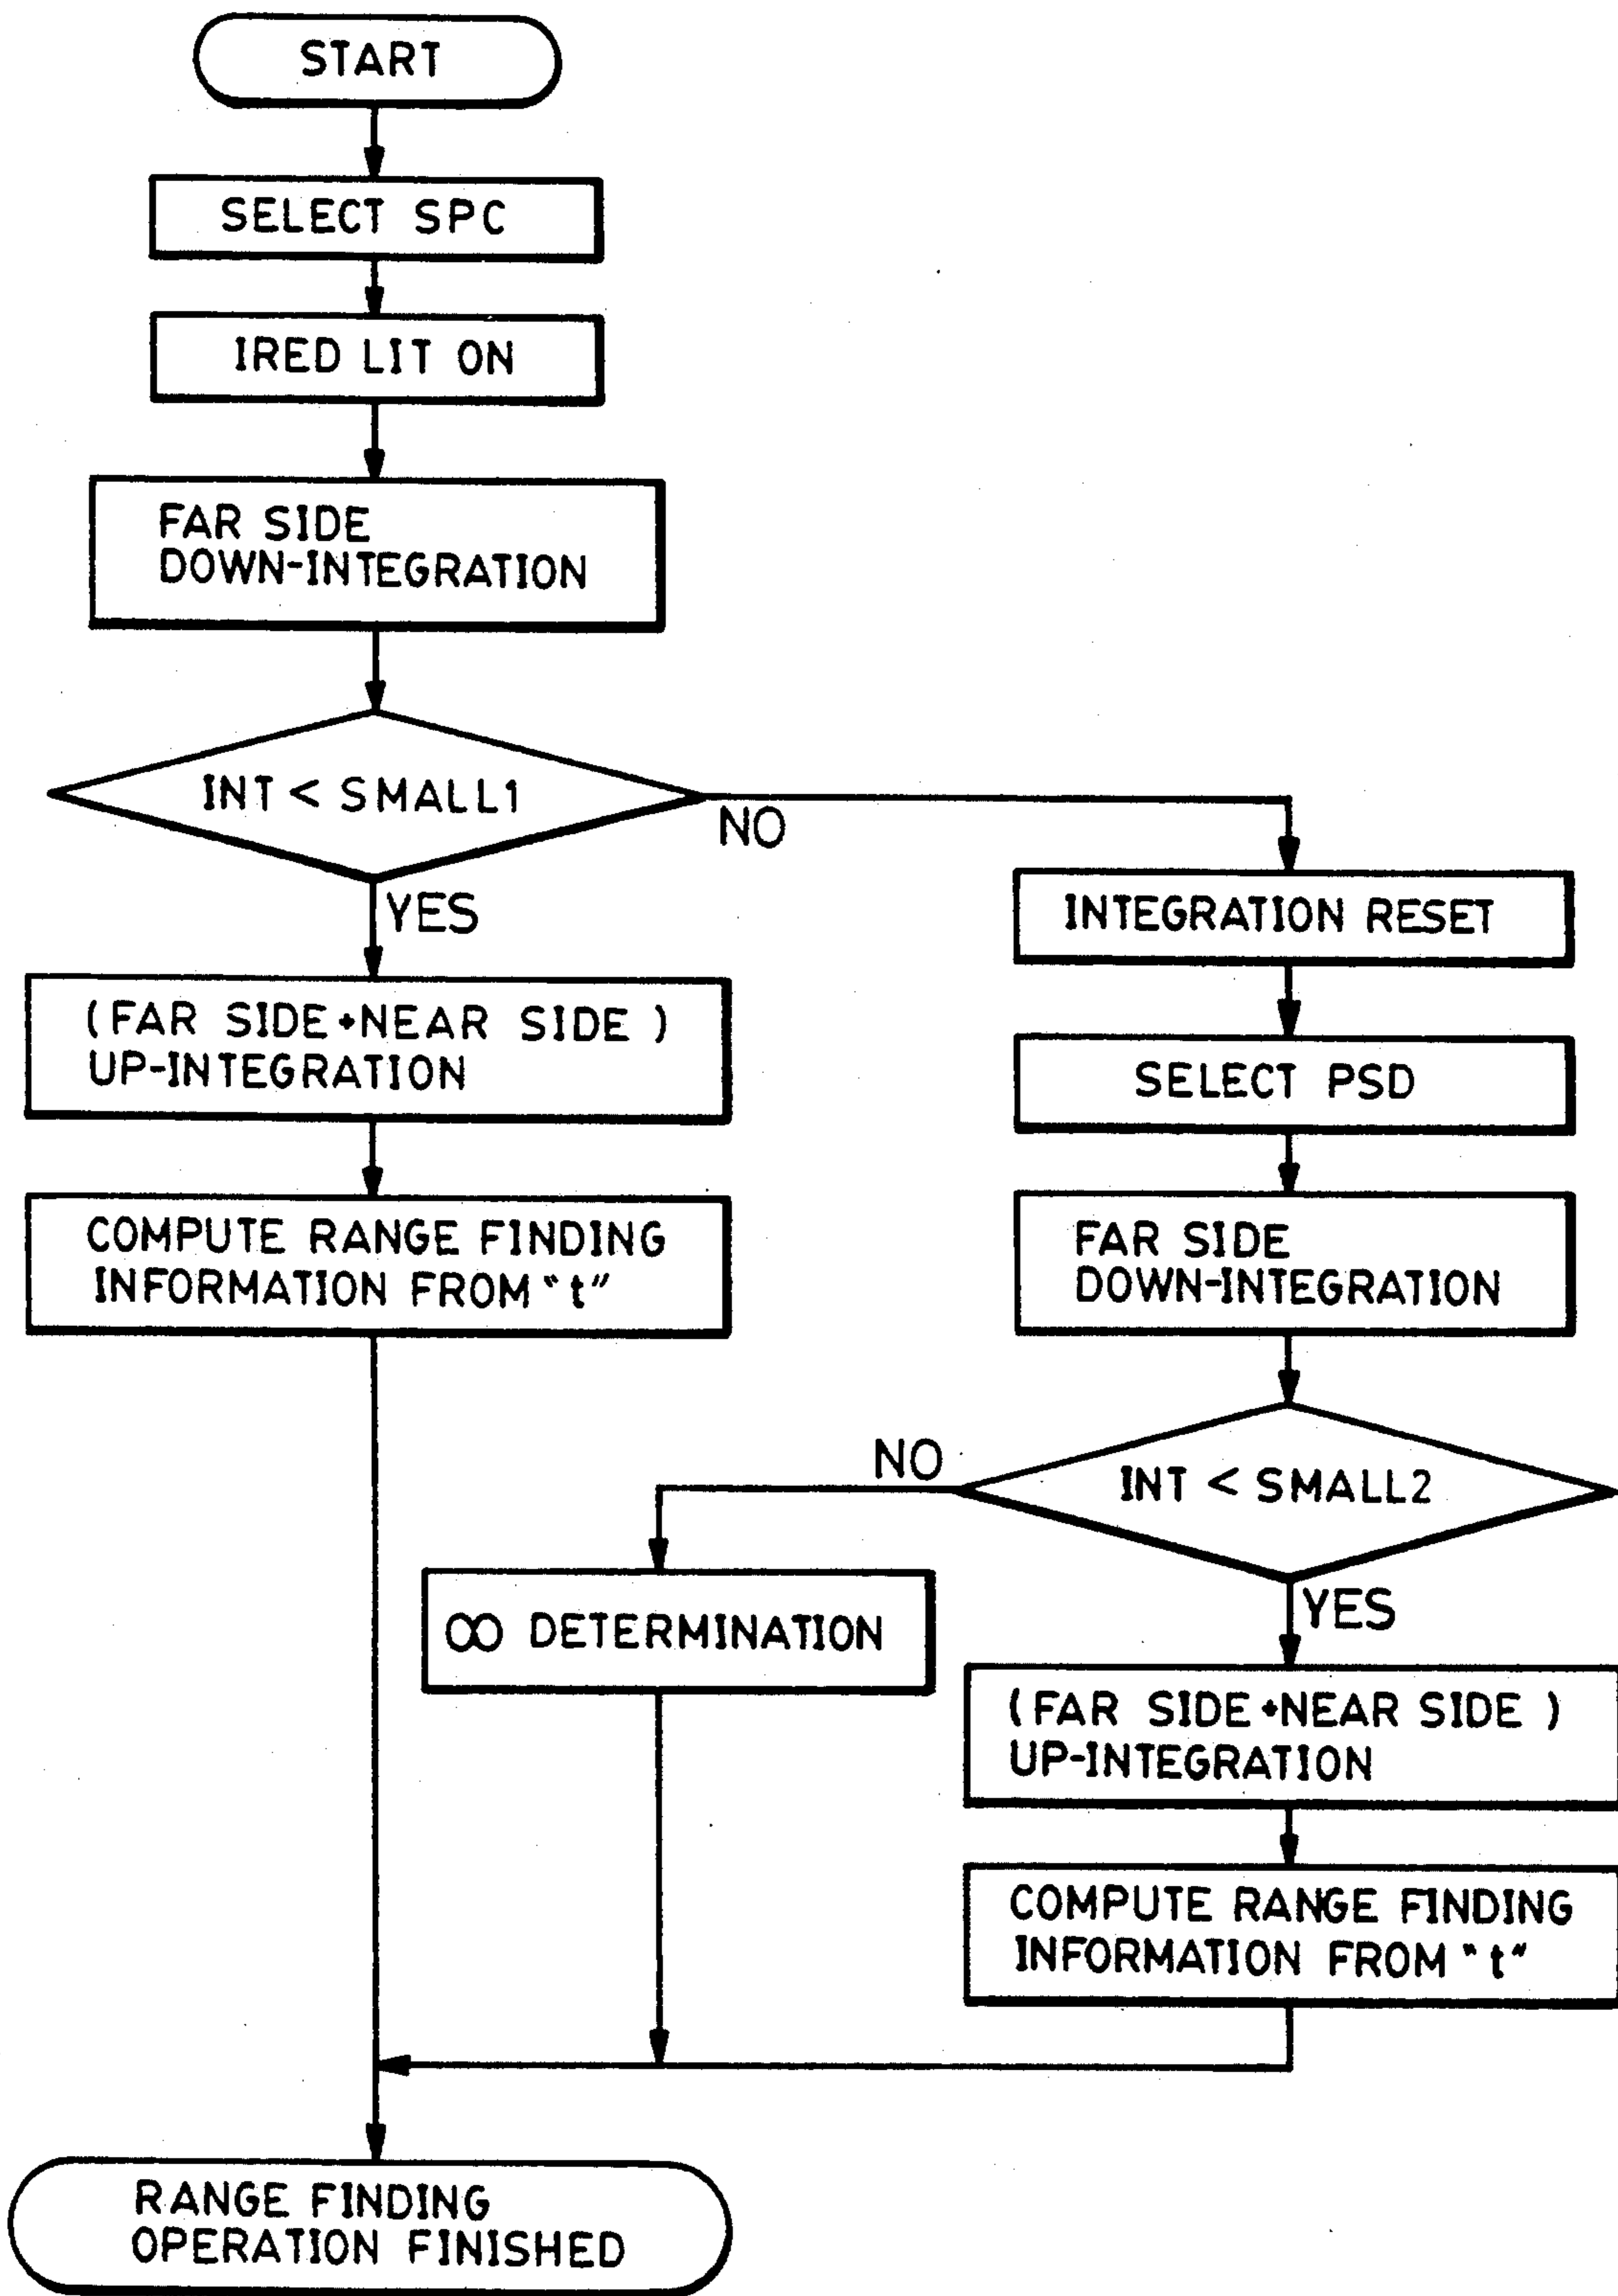 START
SELECT SPC
IRED LIT ON
FAR SIDE
DOWN-INTEGRATION
INT < SMALL1
NO
YES
(FAR SIDE+NEAR SIDE )
UP-INTEGRATION
COMPUTE RANGE FINDING
INFORMATION FROM "t"
INTEGRATION RESET
SELECT PSD
FAR SIDE
DOWN-INTEGRATION
INT < SMALL2
NO
YES
∞ DETERMINATION
(FAR SIDE+NEAR SIDE )
UP-INTEGRATION
COMPUTE RANGE FINDING
INFORMATION FROM "t"
RANGE FINDING
OPERATION FINISHED